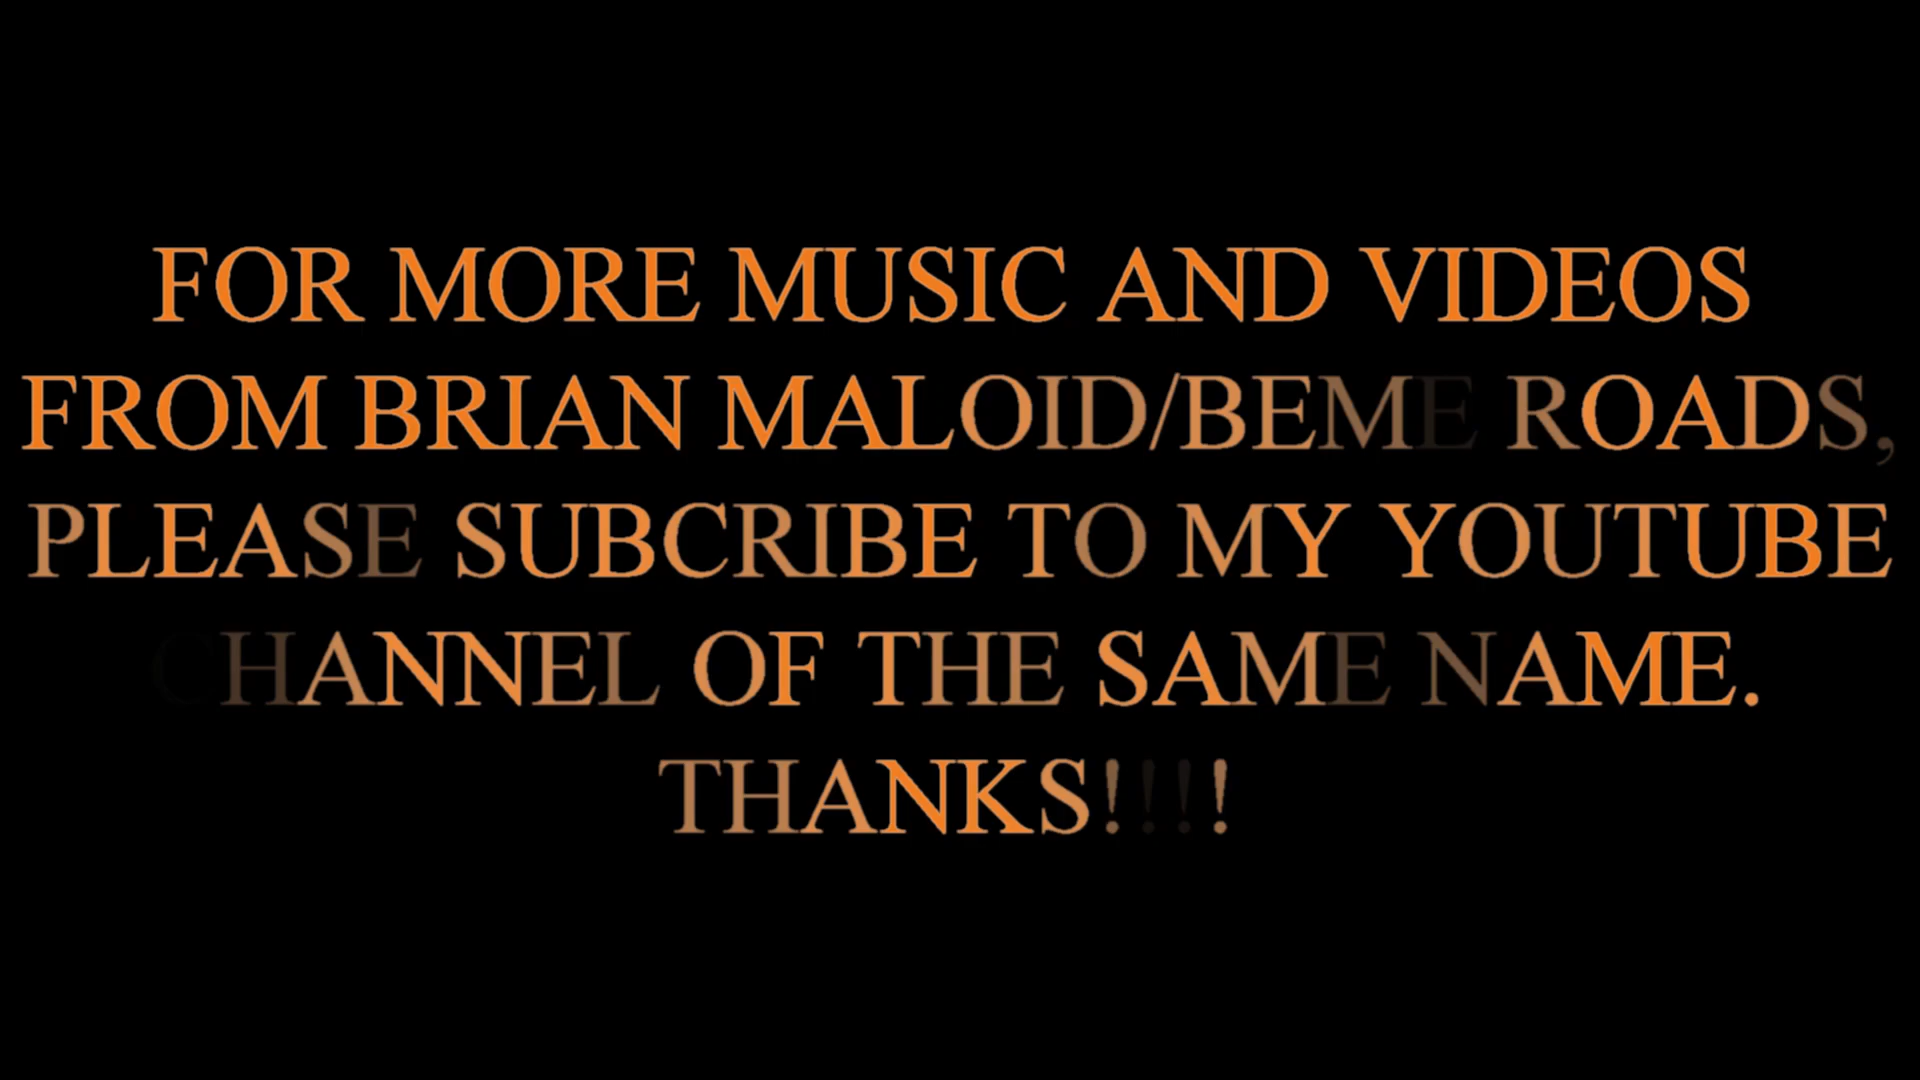 FOR MORE MUSIC AND VIDEOS
FROM BRIAN MALOID/BEME ROADS,
PLEASE SUBCRIBE TO MY YOUTUBE
CHANNEL OF THE SAME NAME.
THANKS!!!!